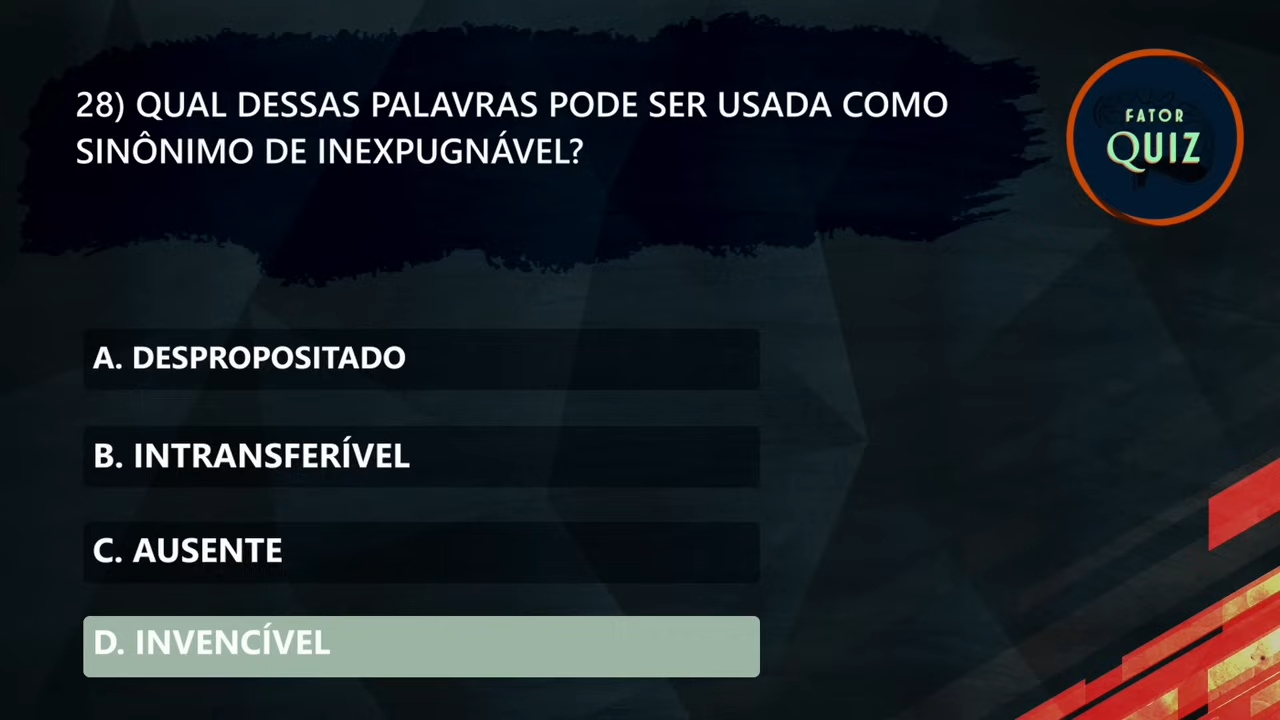 28) QUAL DESSAS PALAVRAS PODE SER USADA COMO
SINÔNIMO DE INEXPUGNÁVEL?
FATOR
QUIZ
A. DESPROPOSITADO
B. INTRANSFERÍVEL
C. AUSENTE
D. INVENCÍVEL